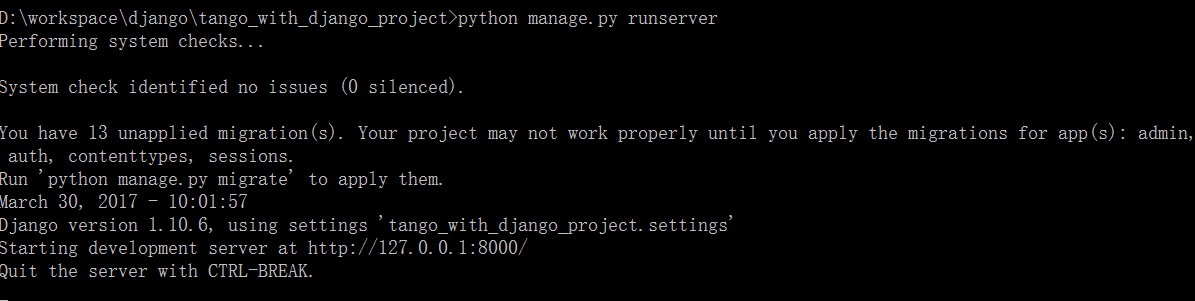 D:\workspace\django\tango_with_django_project>python manage.py runserver
Performing system checks...
System check identified no issues (0 silenced).
You have 13 unapplied migration(s). Your project may not work properly until you apply the migrations for app(s): admin,
auth, contenttypes, sessions.
Run 'python manage.py migrate' to apply them.
March 30, 2017 - 10:01:57
Django version 1.10.6, using settings 'tango_with_django_project.settings'
Starting development server at http://127.0.0.1:8000/
Quit the server with CTRL-BREAK.